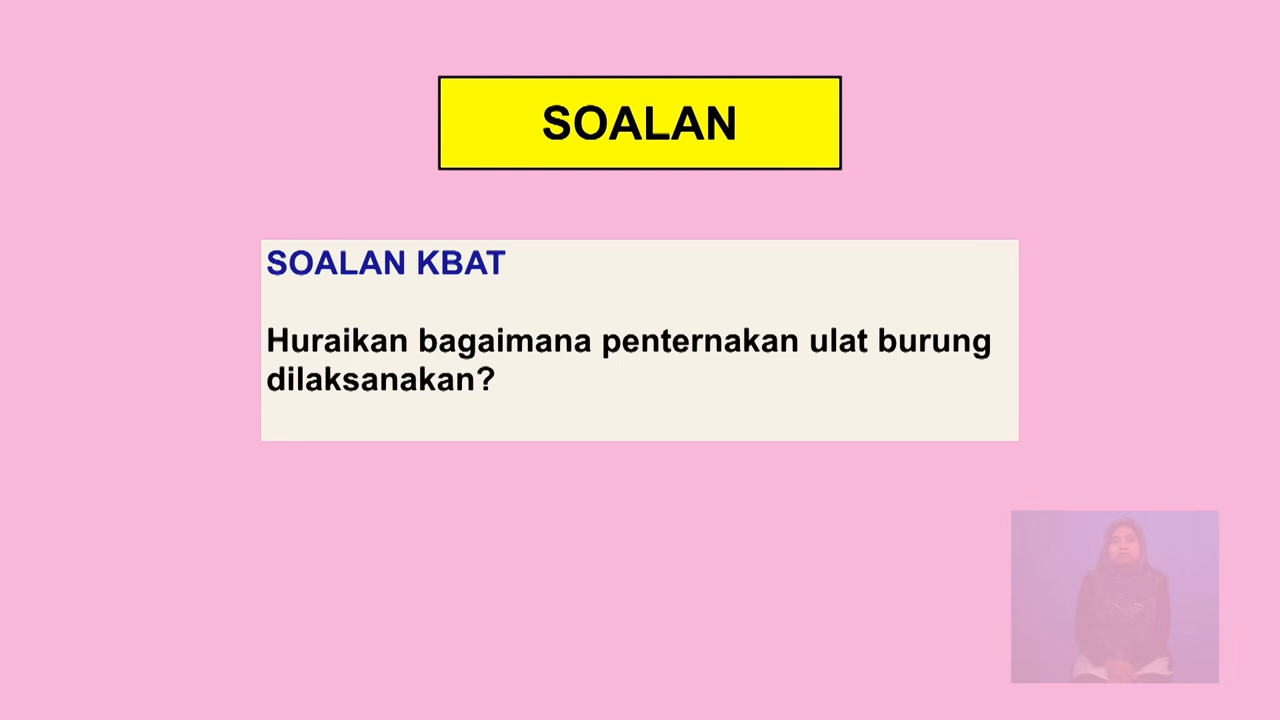 SOALAN
SOALAN KBAT
Huraikan bagaimana penternakan ulat burung
dilaksanakan?